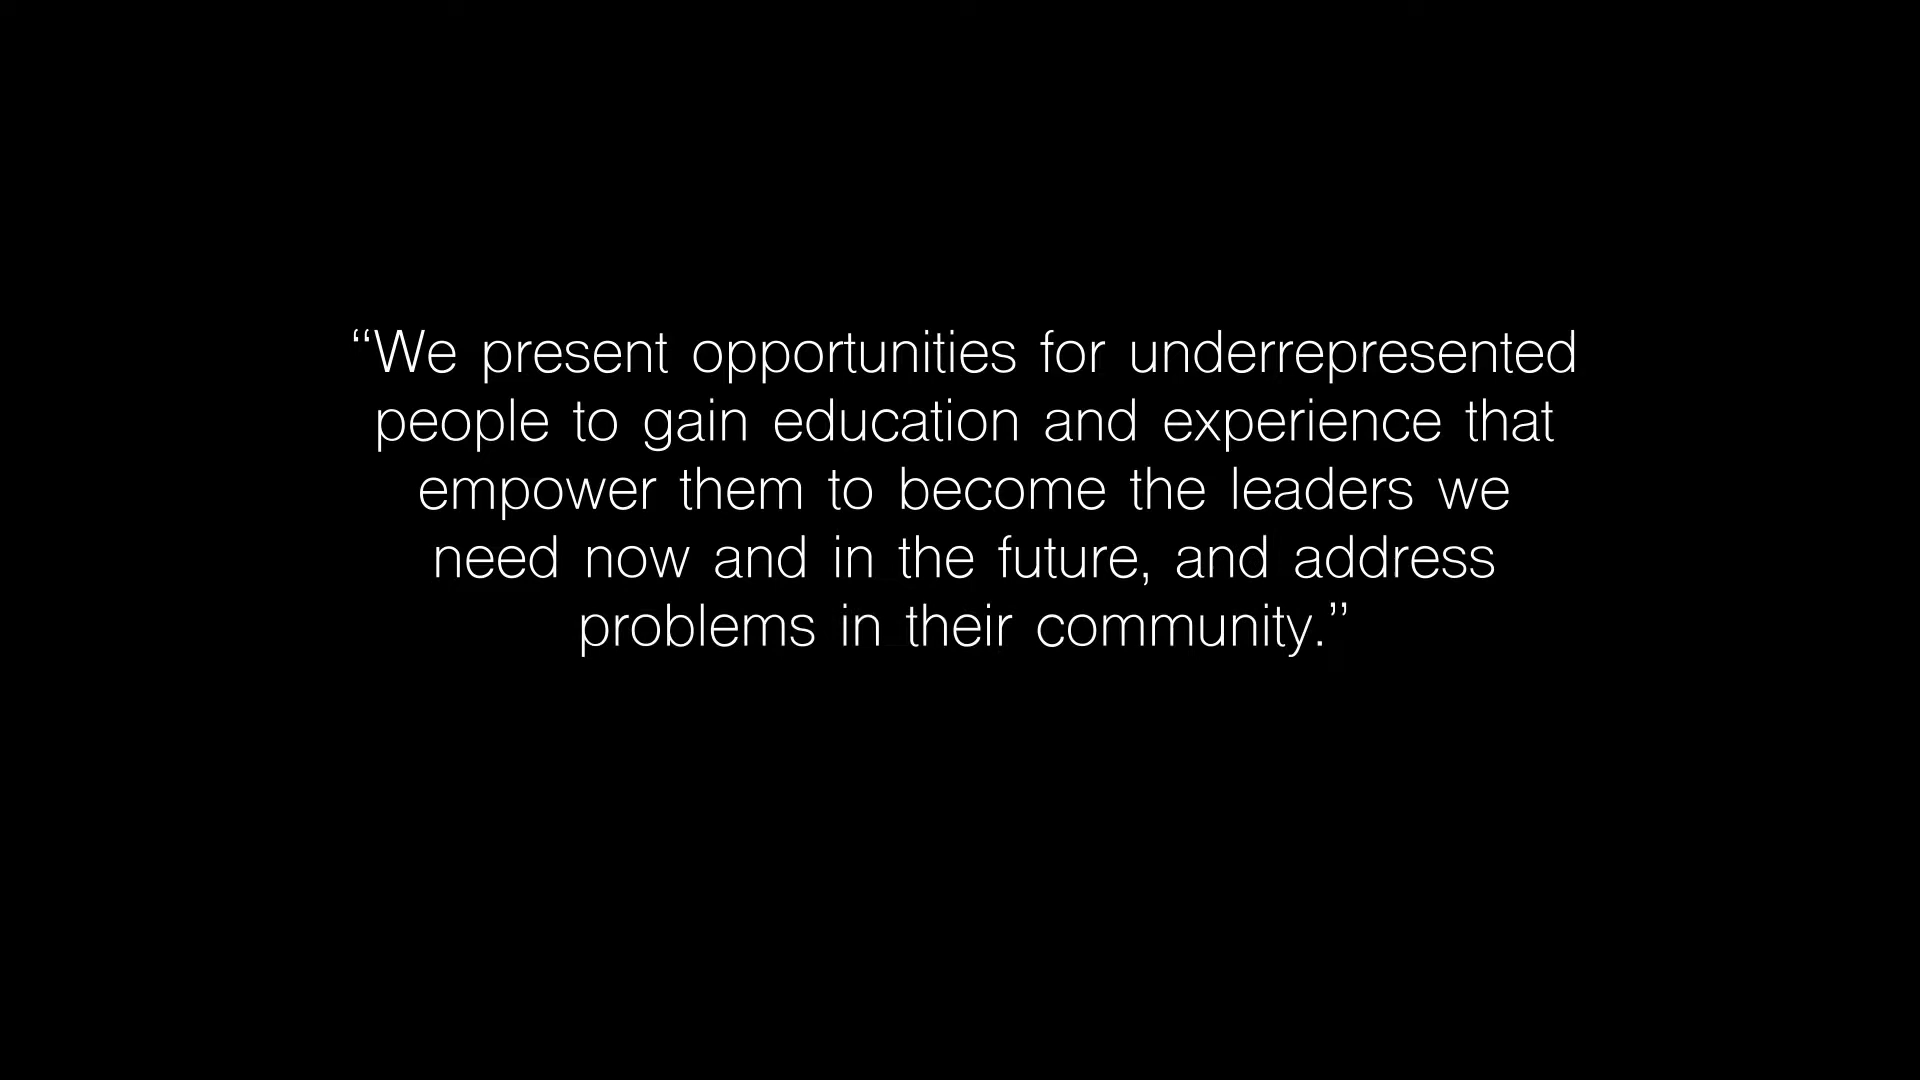 “We present opportunities for underrepresented
people to gain education and experience that
empower them to become the leaders we
need now and in the future, and address
problems in their community.”